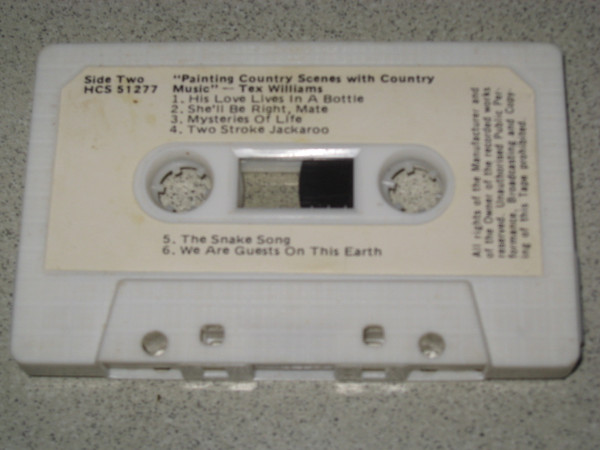 Side Two
HCS 51277
"Painting Country Scenes with Country
Music" — Tex Williams
1. His Love Lives In A Bottle
2. She'll Be Right, Mate
3. Mysteries Of Life
4. Two Stroke Jackaroo
5. The Snake Song
6. We Are Guests On This Earth
All rights of the Manufacturer and
of the Owner of the recorded works
reserved. Unauthorised Public Per-
formance, Broadcasting and Copy-
ing of this Tape prohibited.